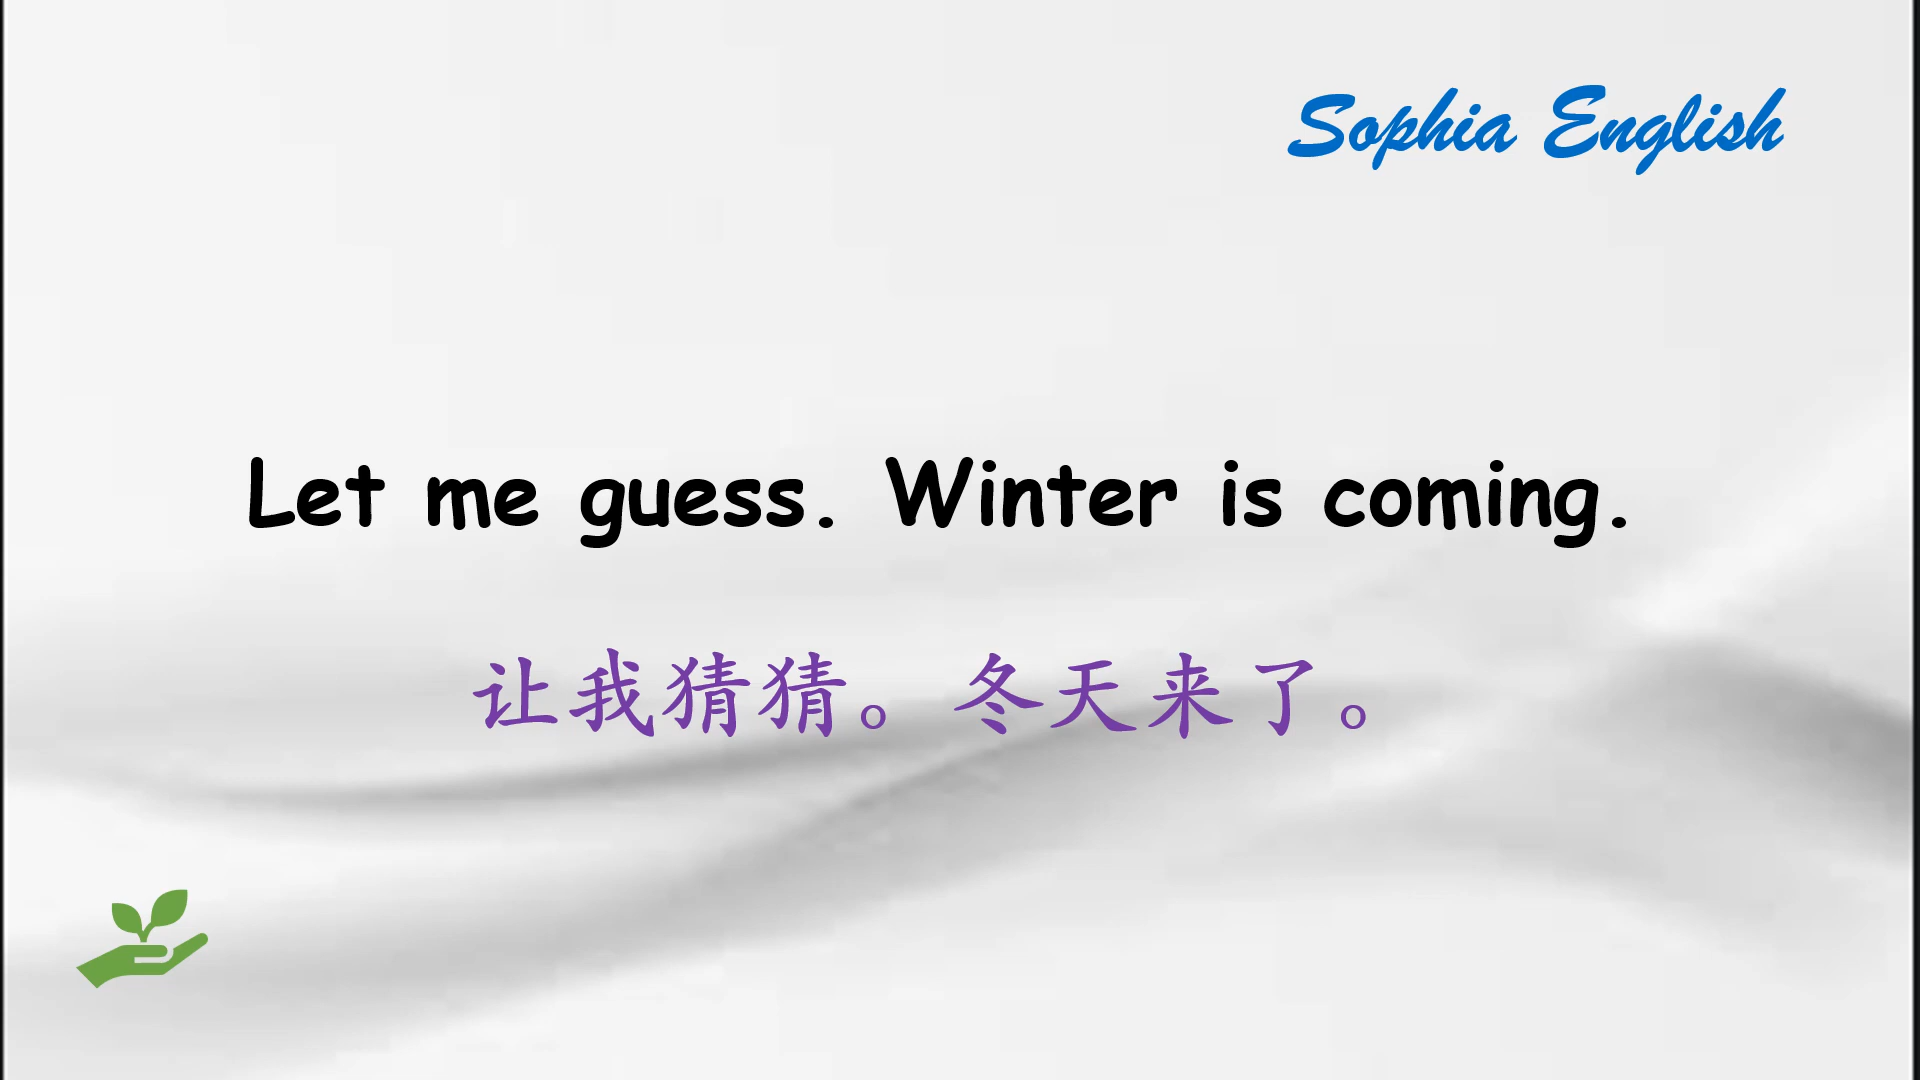 Sophia English
Let me guess. Winter is coming.
让我猜猜。冬天来了。